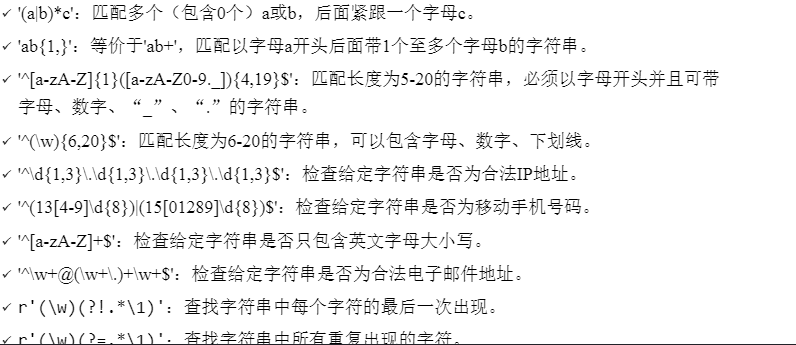 ✓ '(a|b)*c'：匹配多个（包含0个）a或b，后面紧跟一个字母c。
✓ 'ab{1,}'：等价于'ab+'，匹配以字母a开头后面带1个至多个字母b的字符串。
✓ '^[a-zA-Z]{1}([a-zA-Z0-9._]){4,19}$'：匹配长度为5-20的字符串，必须以字母开头并且可带
字母、数字、“_”、“.”的字符串。
✓ '^(\w){6,20}$'：匹配长度为6-20的字符串，可以包含字母、数字、下划线。
✓ '^\d{1,3}\.\d{1,3}\.\d{1,3}\.\d{1,3}$'：检查给定字符串是否为合法IP地址。
✓ '^(13[4-9]\d{8})|(15[01289]\d{8})$'：检查给定字符串是否为移动手机号码。
✓ '^[a-zA-Z]+$'：检查给定字符串是否只包含英文字母大小写。
✓ '^\w+@(\w+\.)+\w+$'：检查给定字符串是否为合法电子邮件地址。
✓ r'(\w)(?!.*\1)'：查找字符串中每个字符的最后一次出现。
✓ r'(\w)(?=.*\1)'：查找字符串中所有重复出现的字符。